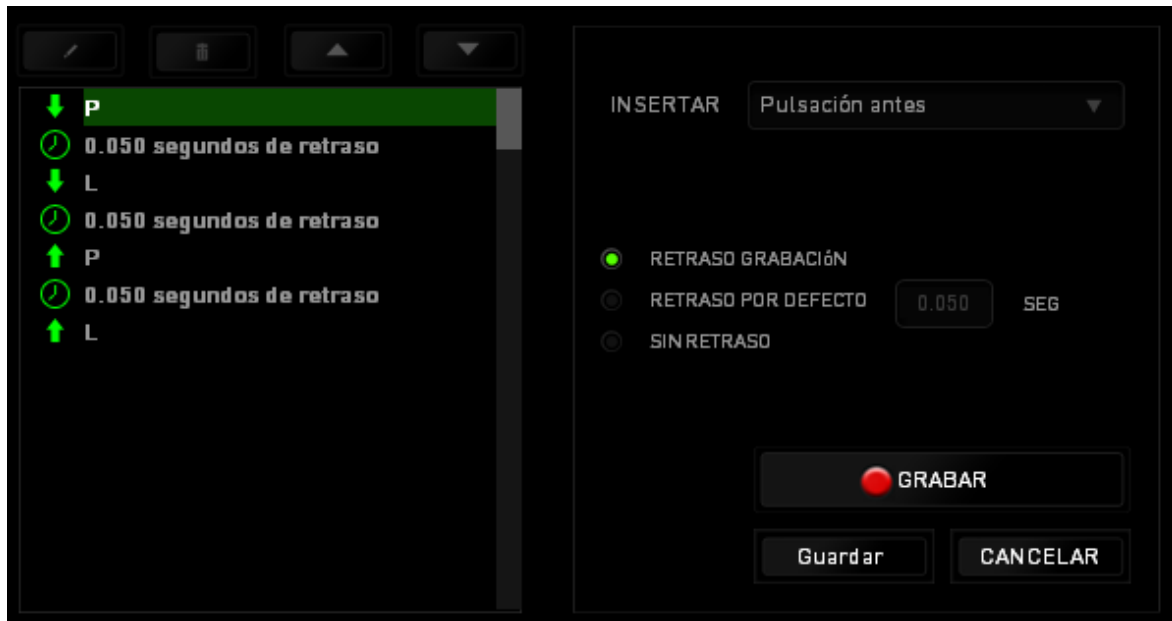 P
0.050 segundos de retraso
L
0.050 segundos de retraso
P
0.050 segundos de retraso
L
INSERTAR Pulsación antes
RETRASO GRABACIóN
RETRASO POR DEFECTO 0.050 SEG
SIN RETRASO
GRABAR
Guardar CANCELAR